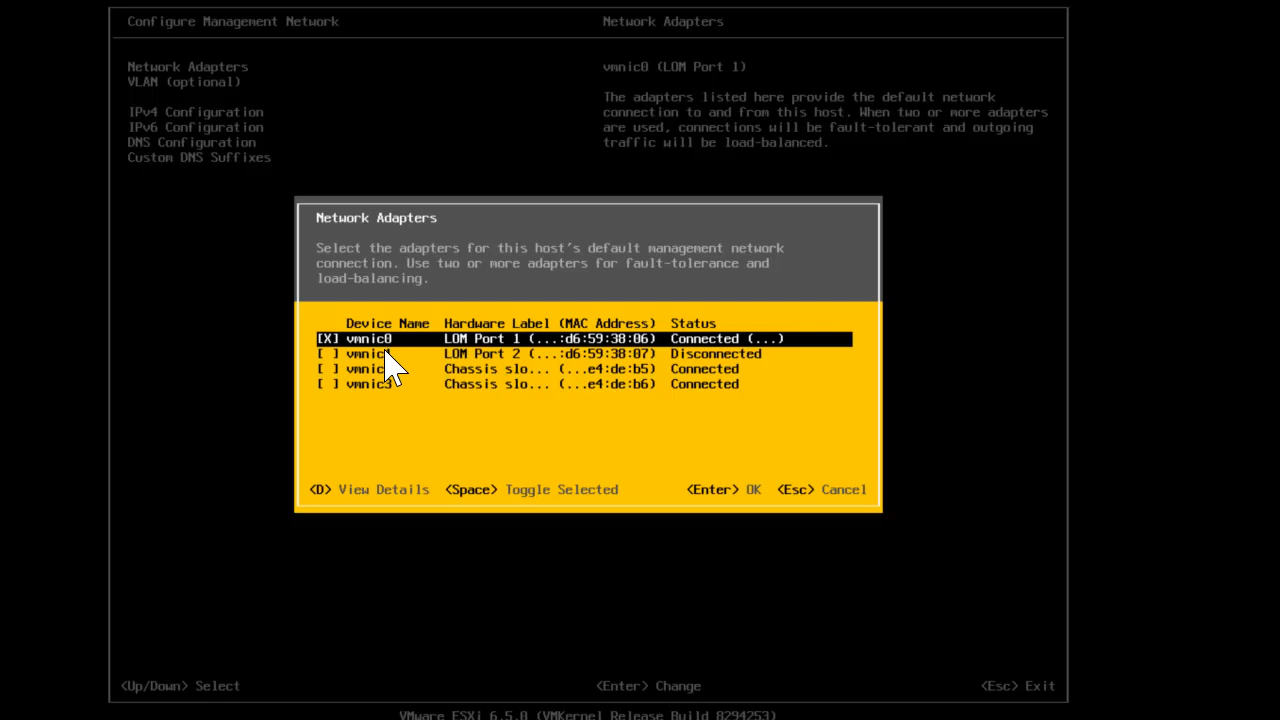 Configure Management Network
Network Adapters
Network Adapters
VLAN (optional)
IPv4 Configuration
IPv6 Configuration
DNS Configuration
Custom DNS Suffixes
vmnic0 (LOM Port 1)
The adapters listed here provide the default network
connection to and from this host. When two or more adapters
are used, connections will be fault-tolerant and outgoing
traffic will be load-balanced.
Network Adapters
Select the adapters for this host's default management network
connection. Use two or more adapters for fault-tolerance and
load-balancing.
Device Name Hardware Label (MAC Address) Status
[X] vmnic0 LOM Port 1 (...:d6:59:38:06) Connected (...)
[ ] LOM Port 2 (...:d6:59:38:07) Disconnected
[ ] Chassis slo... (...e4:de:b5) Connected
[ ] Chassis slo... (...e4:de:b6) Connected
<D> View Details <Space> Toggle Selected <Enter> OK <Esc> Cancel
<Up/Down> Select <Enter> Change <Esc> Exit
VMware ESXi 6.5.0 (VMKernel Release Build 8294253)